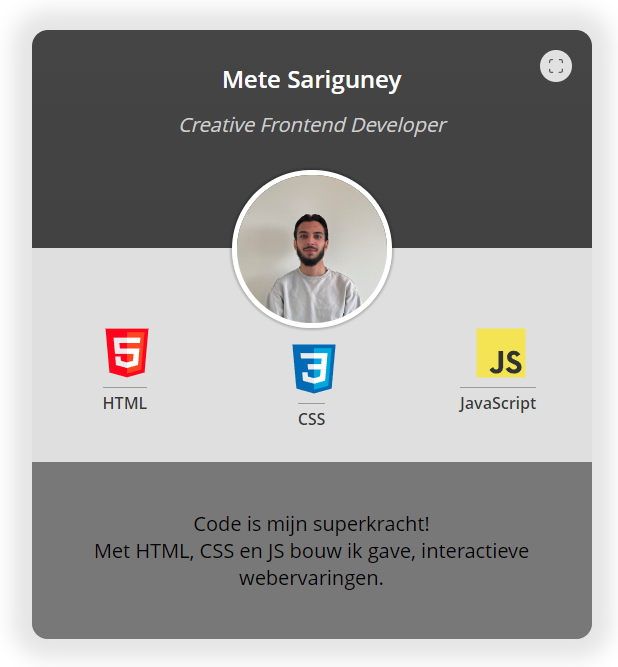 Mete Sariguney
Creative Frontend Developer
5
3
JS
HTML
CSS
JavaScript
Code is mijn superkracht!
Met HTML, CSS en JS bouw ik gave, interactieve
webervaringen.